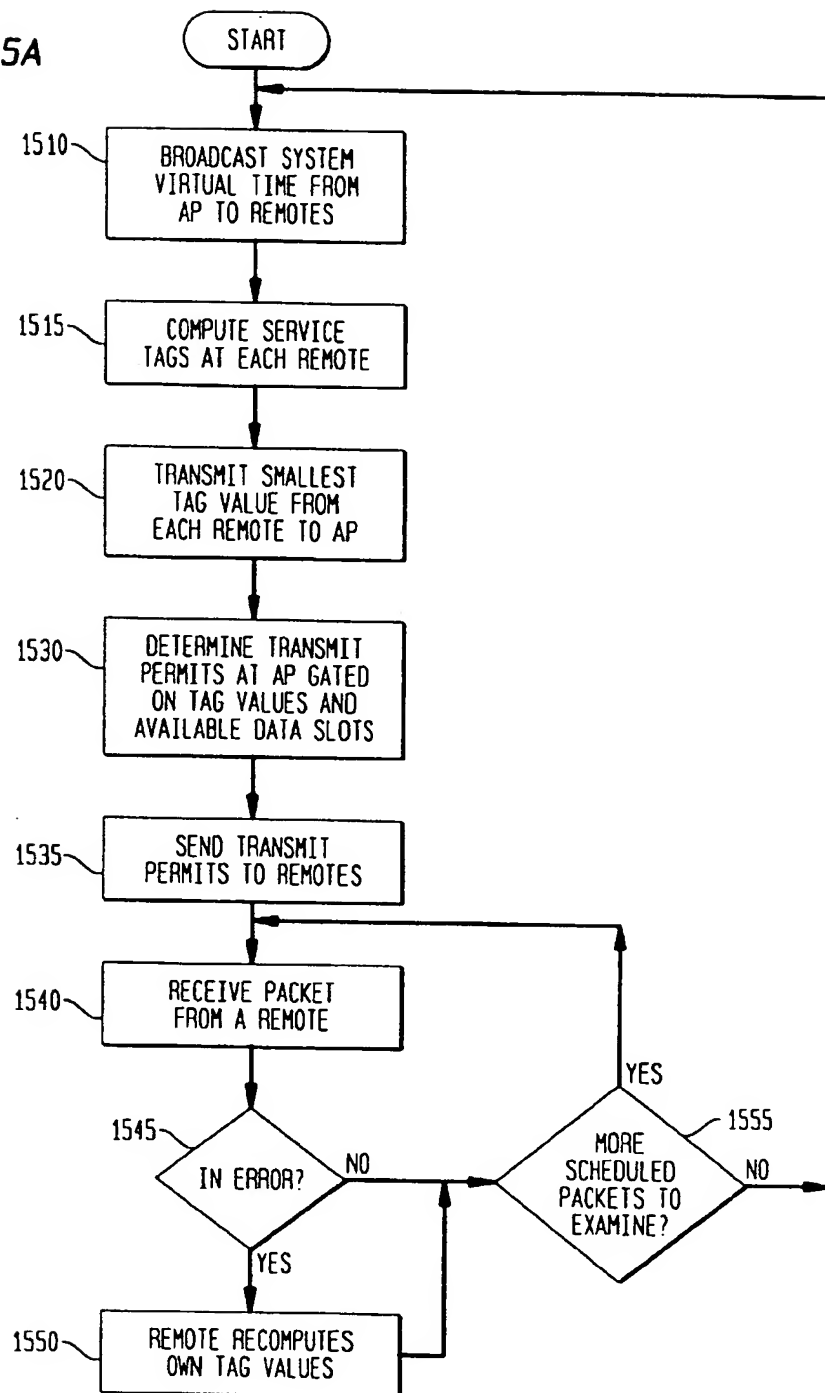 5A
START
1510
BROADCAST SYSTEM
VIRTUAL TIME FROM
AP TO REMOTES
1515
COMPUTE SERVICE
TAGS AT EACH REMOTE
1520
TRANSMIT SMALLEST
TAG VALUE FROM
EACH REMOTE TO AP
1530
DETERMINE TRANSMIT
PERMITS AT AP GATED
ON TAG VALUES AND
AVAILABLE DATA SLOTS
1535
SEND TRANSMIT
PERMITS TO REMOTES
1540
RECEIVE PACKET
FROM A REMOTE
1545
IN ERROR?
NO
YES
YES
1555
MORE
SCHEDULED
PACKETS TO
EXAMINE?
NO
1550
REMOTE RECOMPUTES
OWN TAG VALUES